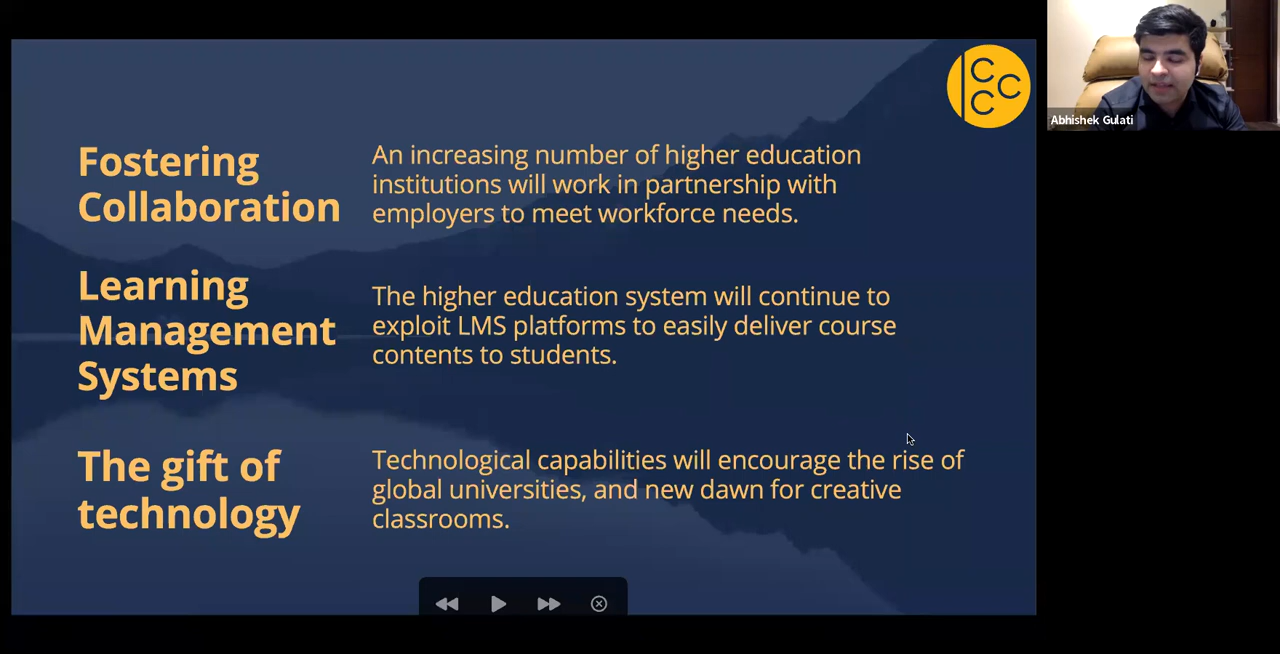 Fostering
Collaboration
An increasing number of higher education
institutions will work in partnership with
employers to meet workforce needs.
Learning
Management
Systems
The higher education system will continue to
exploit LMS platforms to easily deliver course
contents to students.
The gift of
technology
Technological capabilities will encourage the rise of
global universities, and new dawn for creative
classrooms.
CCC
Abhishek Gulati